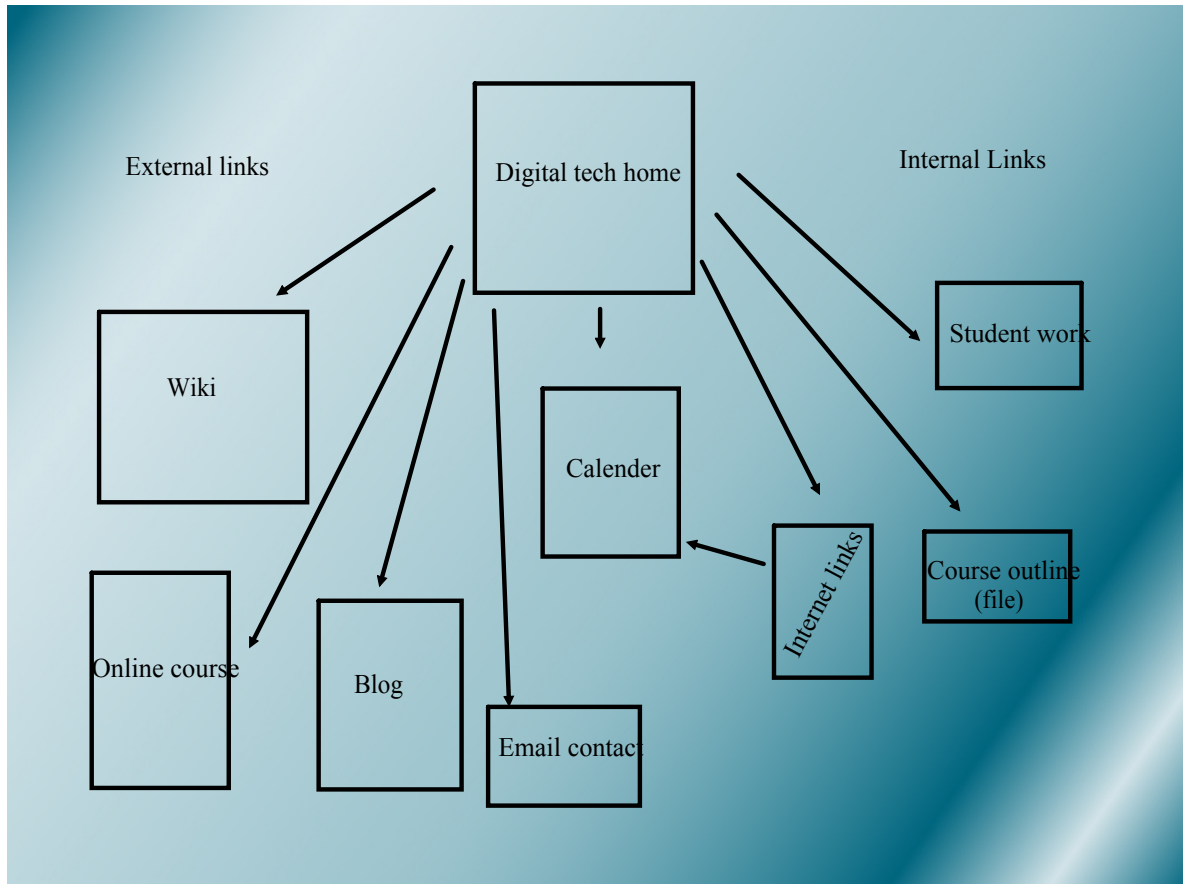 External links
Digital tech home
Internal Links
Student work
Wiki
Calender
Internet links
Course outline
(file)
Online course
Blog
Email contact